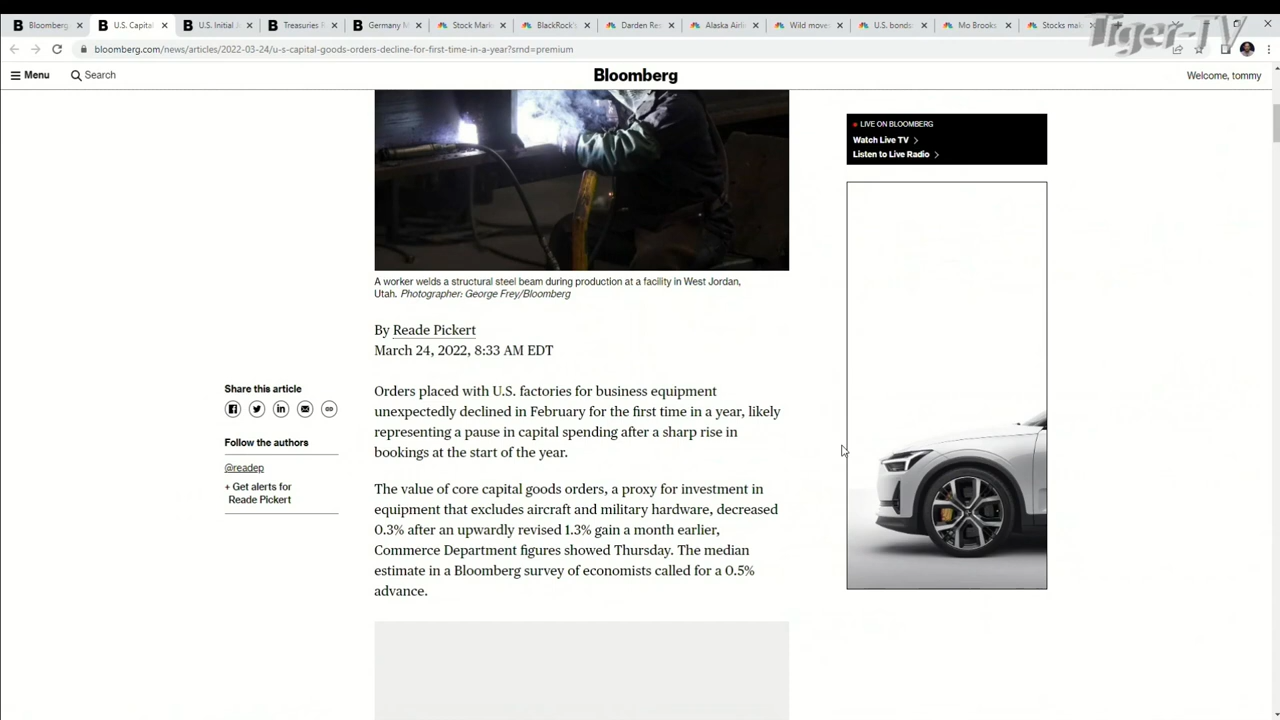 Bloomberg
U.S. Capital
U.S. Initial J
Treasuries F
Germany M
Stock Mark
BlackRock's
Darden Res
Alaska Airli
Wild move
U.S. bonds
Mo Brooks
Stocks mak
Tiger-TV
bloomberg.com/news/articles/2022-03-24/u-s-capital-goods-orders-decline-for-first-time-in-a-year?srnd=premium
Menu
Search
Bloomberg
Welcome, tommy
LIVE ON BLOOMBERG
Watch Live TV
Listen to Live Radio
A worker welds a structural steel beam during production at a facility in West Jordan,
Utah. Photographer: George Frey/Bloomberg
By Reade Pickert
March 24, 2022, 8:33 AM EDT
Share this article
Follow the authors
@readep
+ Get alerts for
Reade Pickert
Orders placed with U.S. factories for business equipment
unexpectedly declined in February for the first time in a year, likely
representing a pause in capital spending after a sharp rise in
bookings at the start of the year.
The value of core capital goods orders, a proxy for investment in
equipment that excludes aircraft and military hardware, decreased
0.3% after an upwardly revised 1.3% gain a month earlier,
Commerce Department figures showed Thursday. The median
estimate in a Bloomberg survey of economists called for a 0.5%
advance.